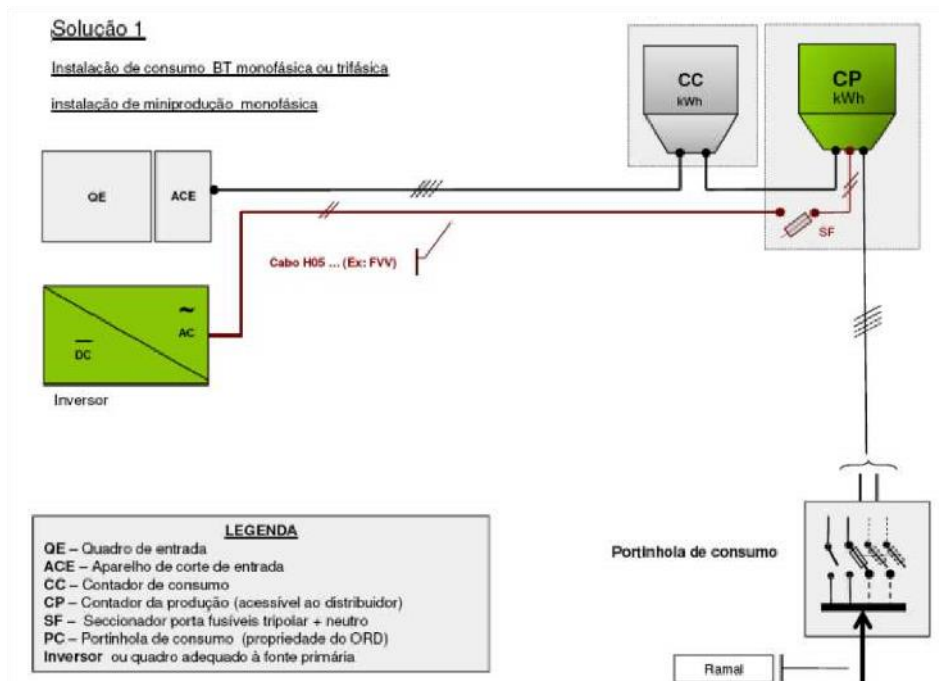 Solução 1
Instalação de consumo BT monofásica ou trifásica
instalação de miniprodução monofásica
CC
kWh
CP
kWh
QE
ACE
SF
Cabo H05 ... (Ex: FVV)
~
AC
DC
Inversor
LEGENDA
QE – Quadro de entrada
ACE – Aparelho de corte de entrada
CC – Contador de consumo
CP – Contador da produção (acessível ao distribuidor)
SF – Seccionador porta fusíveis tripolar + neutro
PC – Portinhola de consumo (propriedade do ORD)
Inversor ou quadro adequado à fonte primária
Portinhola de consumo
Ramal